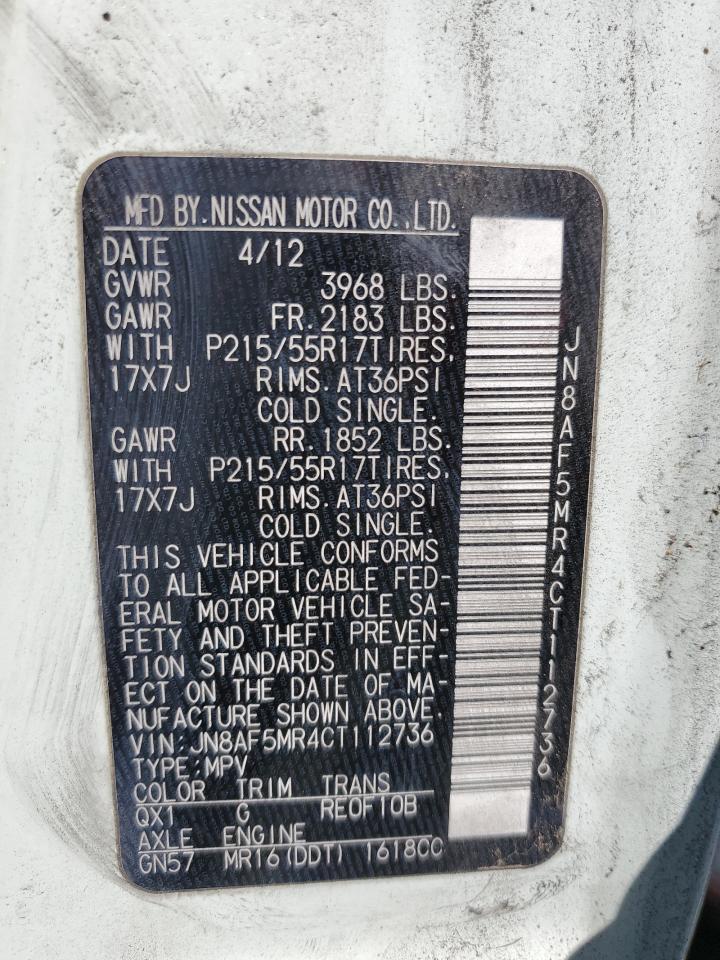 MFD BY.NISSAN MOTOR CO.,LTD.
DATE 4/12
GVWR 3968 LBS.
GAWR FR.2183 LBS.
WITH P215/55R17TIRES,
17X7J RIMS.AT36PSI
COLD SINGLE.
GAWR RR.1852 LBS.
WITH P215/55R17TIRES,
17X7J RIMS.AT36PSI
COLD SINGLE.
THIS VEHICLE CONFORMS
TO ALL APPLICABLE FED-
ERAL MOTOR VEHICLE SA-
FETY AND THEFT PREVEN-
TION STANDARDS IN EFF-
ECT ON THE DATE OF MA-
NUFACTURE SHOWN ABOVE.
VIN:JN8AF5MR4CT112736
TYPE:MPV
COLOR TRIM TRANS
QX1 G RE0F10B
AXLE ENGINE
GN57 MR16(DDT) 1618CC
JN8AF5MR4CT112736